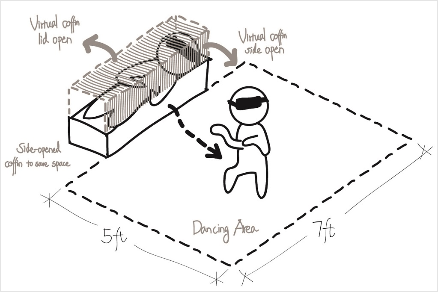 Virtual coffin
lid open
Virtual coffin
side open
Side-opened
coffin to save space
Dancing Area
5ft
7ft